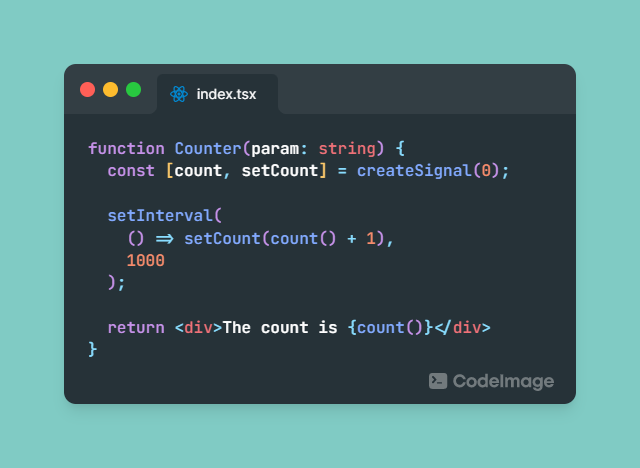 index.tsx
function Counter(param: string) {
  const [count, setCount] = createSignal(0);
  setInterval(
    () => setCount(count() + 1),
    1000
  );
  return <div>The count is {count()}</div>
}
CodeImage